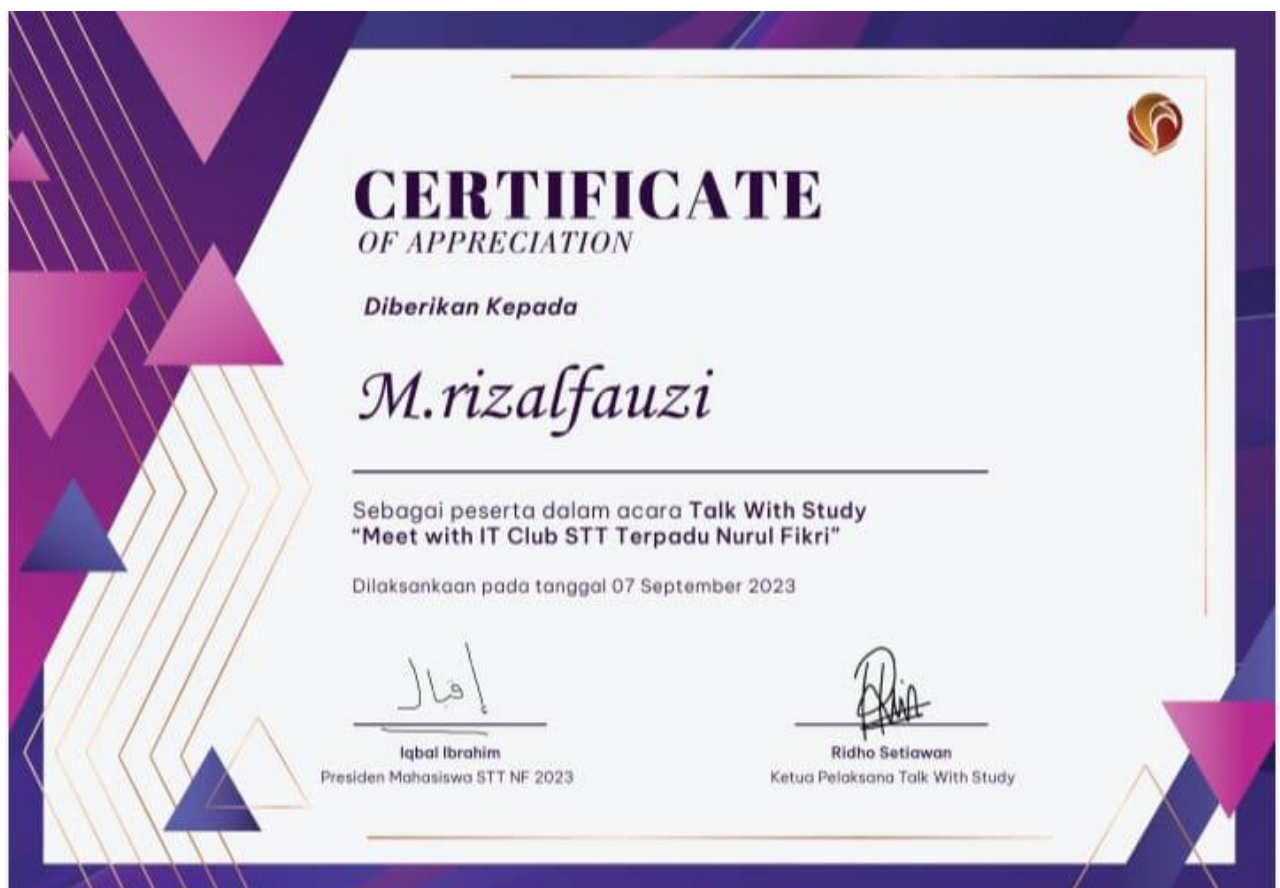 CERTIFICATE
OF APPRECIATION
Diberikan Kepada
M.rizalfauzi
Sebagai peserta dalam acara Talk With Study
“Meet with IT Club STT Terpadu Nurul Fikri”
Dilaksankaan pada tanggal 07 September 2023
إقبال
Iqbal Ibrahim
Presiden Mahasiswa STT NF 2023
Ridho Setiawan
Ketua Pelaksana Talk With Study